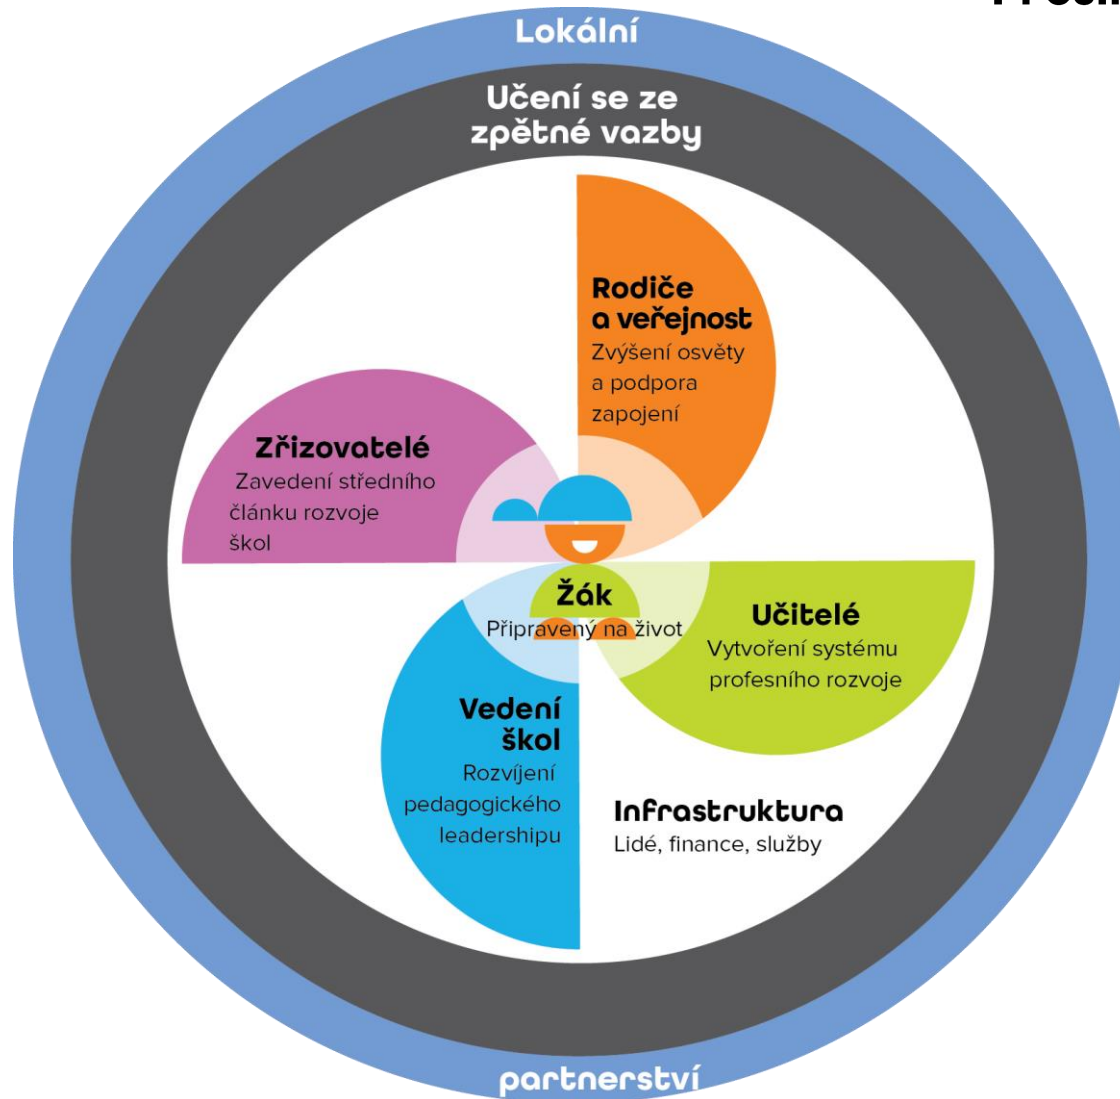 Lokální
Učení se ze
zpětné vazby
Rodiče
a veřejnost
Zvýšení osvěty
a podpora
zapojení
Zřizovatelé
Zavedení středního
článku rozvoje
škol
Žák
Připravený na život
Učitelé
Vytvoření systému
profesního rozvoje
Vedení
škol
Rozvíjení
pedagogického
leadershipu
Infrastruktura
Lidé, finance, služby
partnerství